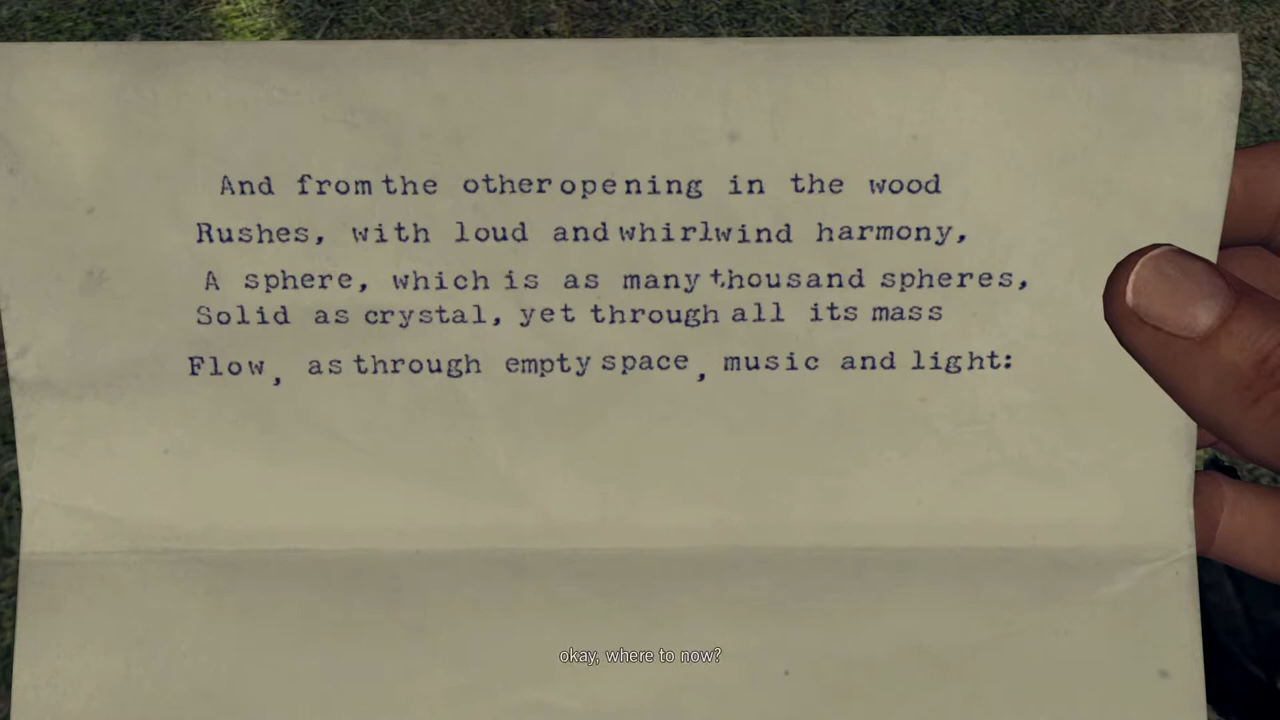 And from the other opening in the wood
Rushes, with loud and whirlwind harmony,
A sphere, which is as many thousand spheres,
Solid as crystal, yet through all its mass
Flow, as through empty space, music and light:
okay, where to now?